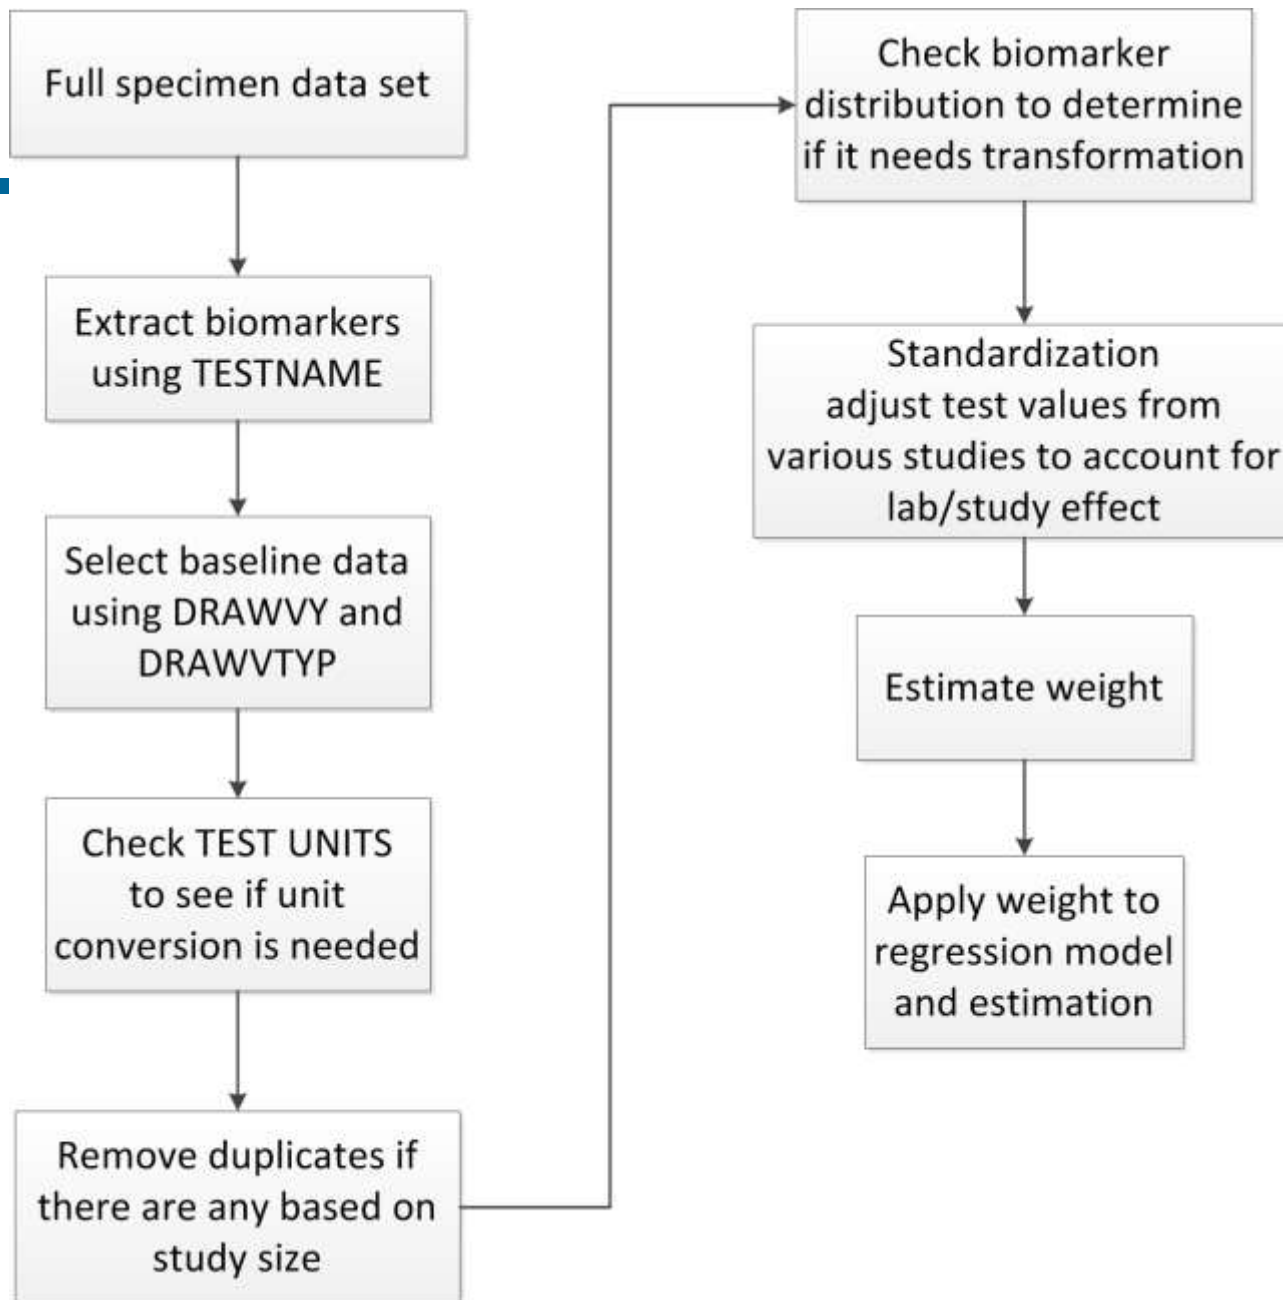 Full specimen data set
Extract biomarkers
using TESTNAME
Select baseline data
using DRAWVY and
DRAWVTYP
Check TEST UNITS
to see if unit
conversion is needed
Remove duplicates if
there are any based on
study size
Check biomarker
distribution to determine
if it needs transformation
Standardization
adjust test values from
various studies to account for
lab/study effect
Estimate weight
Apply weight to
regression model
and estimation